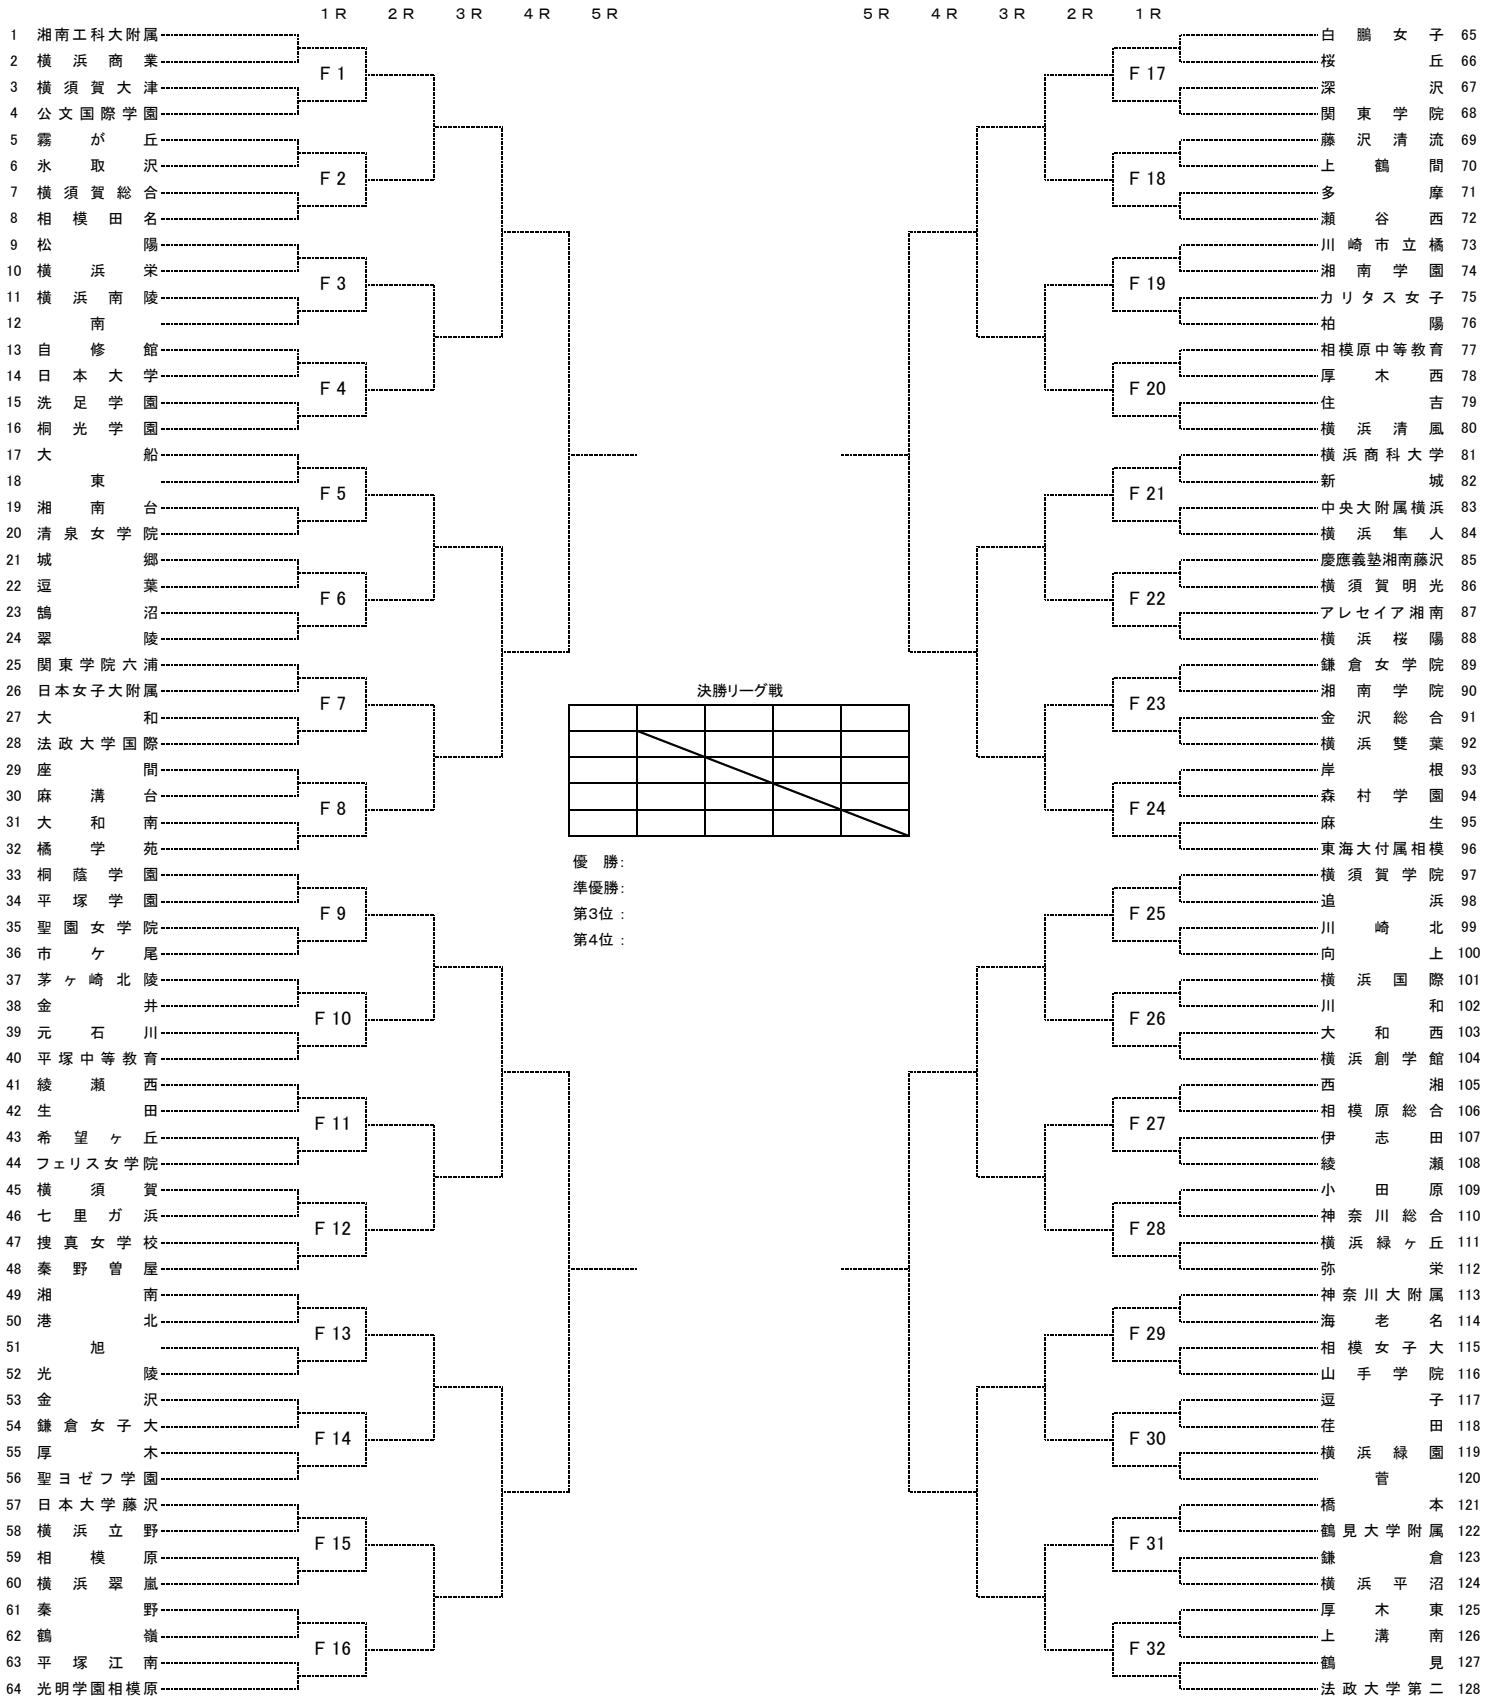 1R 2R 3R 4R 5R 5R 4R 3R 2R 1R
1 湘南工科大附属
2 横浜商業
3 横須賀大津
4 公文国際学園
5 霧が丘
6 氷取沢
7 横須賀総合
8 相模田名
9 松陽
10 横浜栄
11 横浜南陵
12 南
13 自修館
14 日本大学
15 洗足学園
16 桐光学園
17 大船
18 東
19 湘南台
20 清泉女学院
21 城郷
22 逗葉
23 鵠沼
24 翠陵
25 関東学院六浦
26 日本女子大附属
27 大和
28 法政大学国際
29 座間
30 麻溝台
31 大和南
32 橘学苑
33 桐蔭学園
34 平塚学園
35 聖園女学院
36 市ケ尾
37 茅ヶ崎北陵
38 金井
39 元石川
40 平塚中等教育
41 綾瀬西
42 生田
43 希望ヶ丘
44 フェリス女学院
45 横須賀
46 七里ガ浜
47 捜真女学校
48 秦野曽屋
49 湘南
50 港北
51 旭
52 光陵
53 金沢
54 鎌倉女子大
55 厚木
56 聖ヨゼフ学園
57 日本大学藤沢
58 横浜立野
59 相模原
60 横浜翠嵐
61 秦野
62 鶴嶺
63 平塚江南
64 光明学園相模原
F 1
F 2
F 3
F 4
F 5
F 6
F 7
F 8
F 9
F 10
F 11
F 12
F 13
F 14
F 15
F 16
決勝リーグ戦
優　勝：
準優勝：
第3位：
第4位：
F 17
F 18
F 19
F 20
F 21
F 22
F 23
F 24
F 25
F 26
F 27
F 28
F 29
F 30
F 31
F 32
白鵬女子 65
桜丘 66
深沢 67
関東学院 68
藤沢清流 69
上鶴間 70
多摩 71
瀬谷西 72
川崎市立橘 73
湘南学園 74
カリタス女子 75
柏陽 76
相模原中等教育 77
厚木西 78
住吉 79
横浜清風 80
横浜商科大学 81
新城 82
中央大附属横浜 83
横浜隼人 84
慶應義塾湘南藤沢 85
横須賀明光 86
アレセイア湘南 87
横浜桜陽 88
鎌倉女学院 89
湘南学院 90
金沢総合 91
横浜雙葉 92
岸根 93
森村学園 94
麻生 95
東海大付属相模 96
横須賀学院 97
追浜 98
川崎北 99
向上 100
横浜国際 101
川和 102
大和西 103
横浜創学館 104
西湘 105
相模原総合 106
伊志田 107
綾瀬 108
小田原 109
神奈川総合 110
横浜緑ヶ丘 111
弥栄 112
神奈川大附属 113
海老名 114
相模女子大 115
山手学院 116
逗子 117
荏田 118
横浜緑園 119
菅 120
橋本 121
鶴見大学附属 122
鎌倉 123
横浜平沼 124
厚木東 125
上溝南 126
鶴見 127
法政大学第二 128